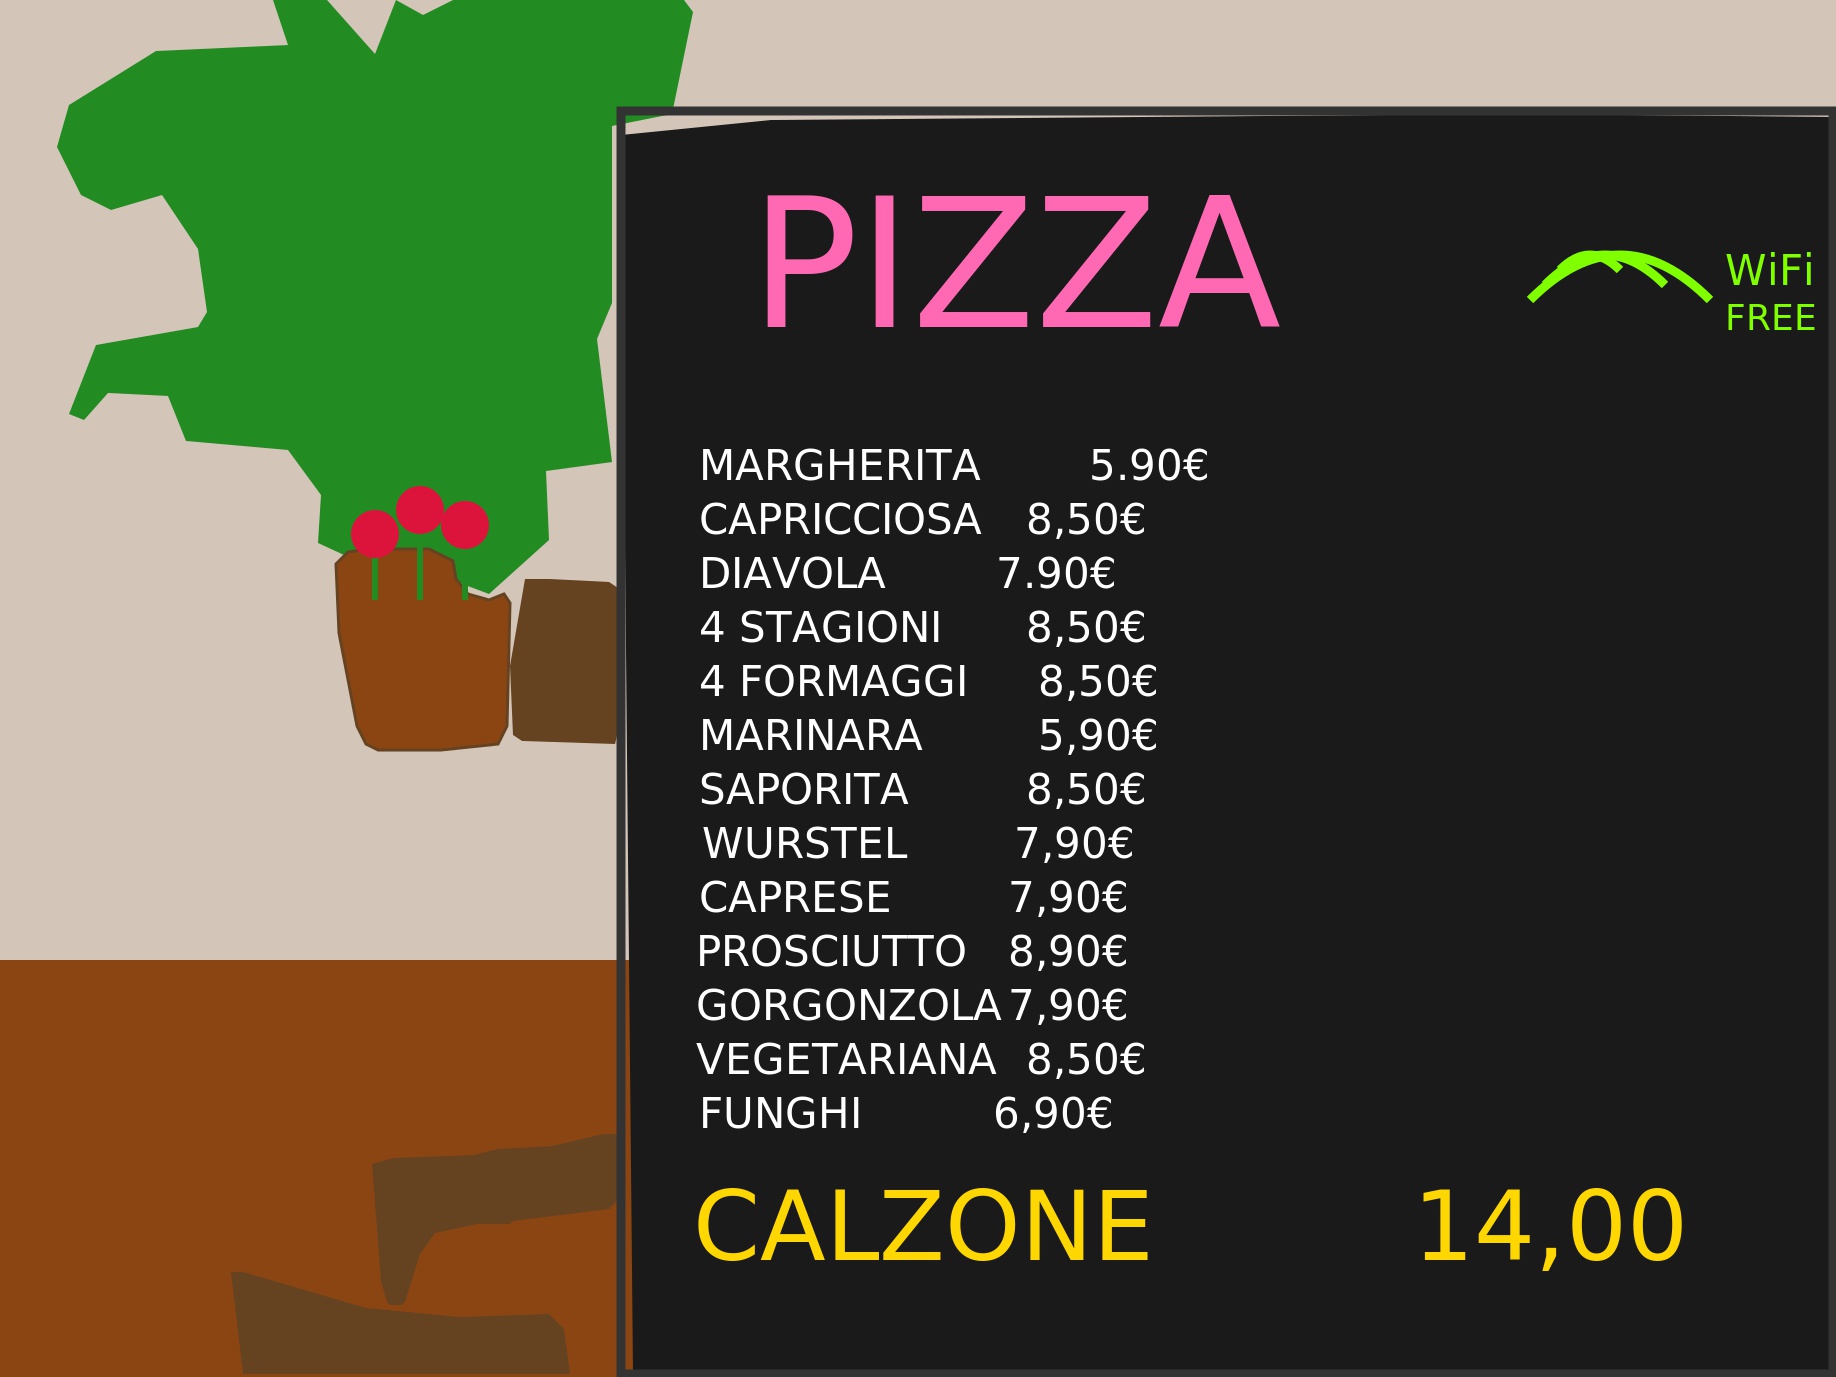 PIZZA
WiFi
FREE
MARGHERITA 5.90€
CAPRICCIOSA 8,50€
DIAVOLA 7.90€
4 STAGIONI 8,50€
4 FORMAGGI 8,50€
MARINARA 5,90€
SAPORITA 8,50€
WURSTEL 7,90€
CAPRESE 7,90€
PROSCIUTTO 8,90€
GORGONZOLA 7,90€
VEGETARIANA 8,50€
FUNGHI 6,90€
CALZONE 14,00